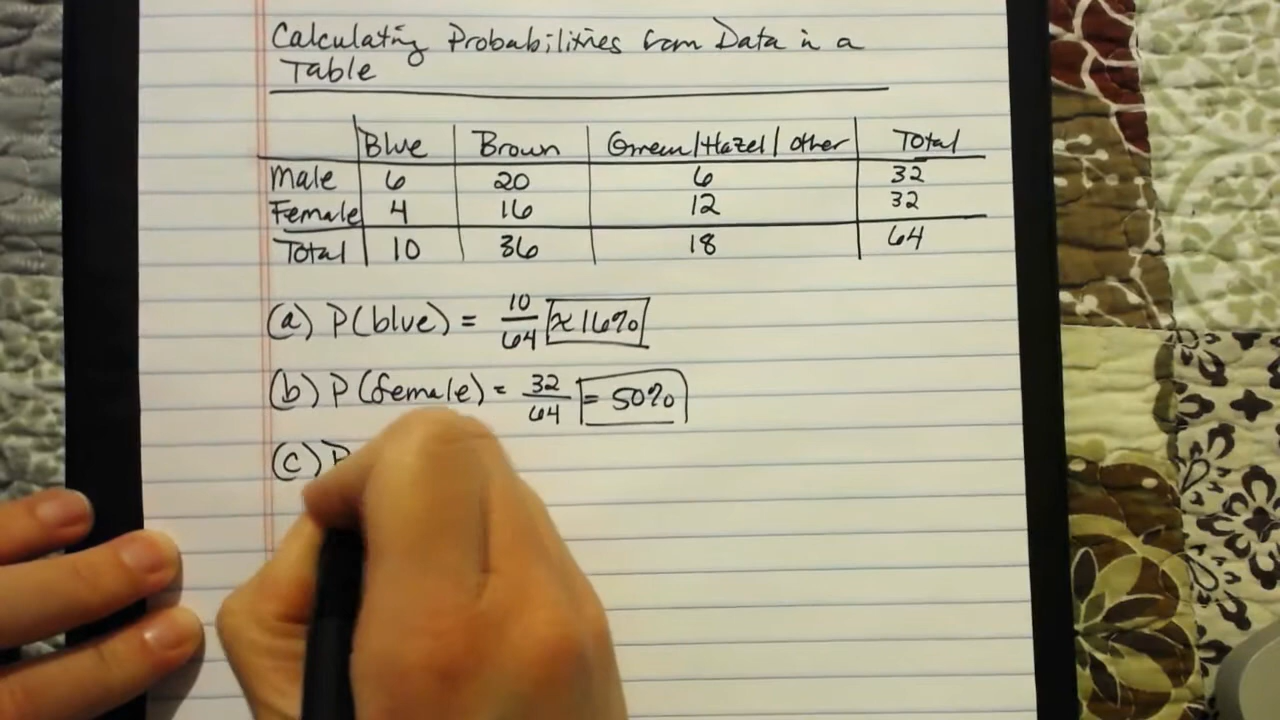 Calculating Probabilities from Data in a
Table
Blue Brown Green/Hazel/other Total
Male 6 20 6 32
Female 4 16 12 32
Total 10 36 18 64
(a) P(blue) = 10/64 ≈16%
(b) P(female) = 32/64 = 50%
(c) P